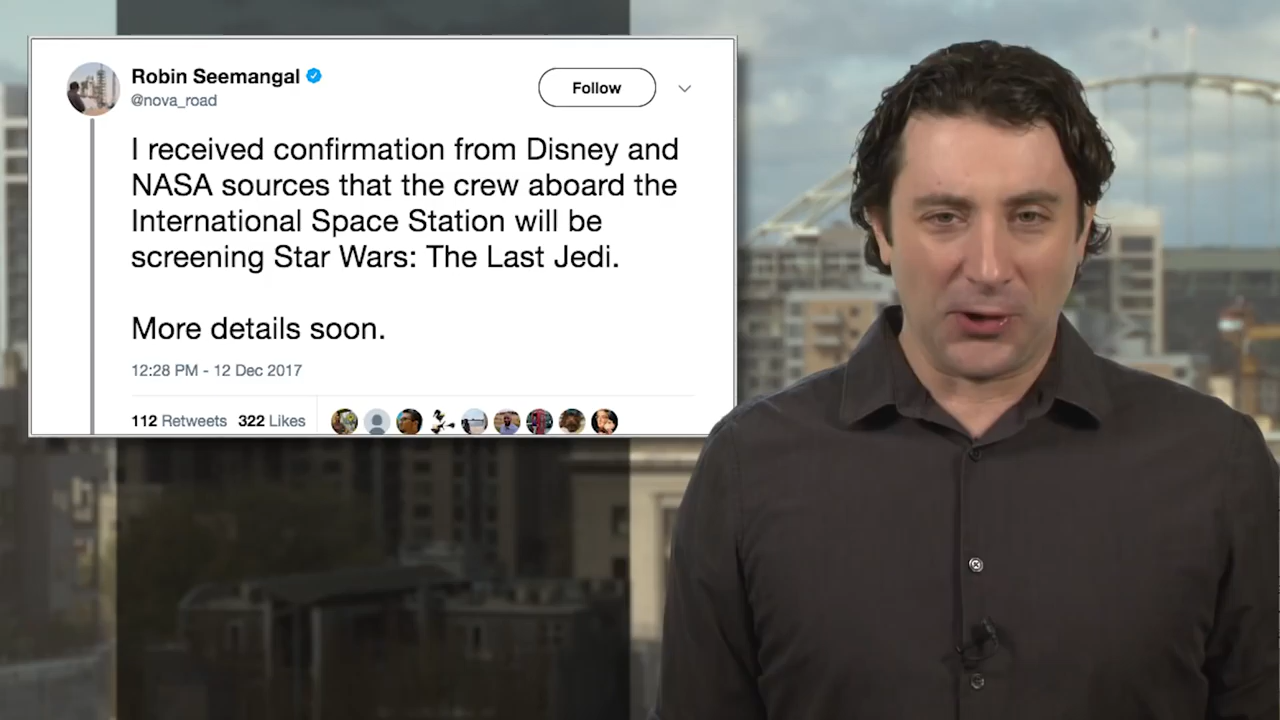 Robin Seemangal
@nova_road
Follow
I received confirmation from Disney and
NASA sources that the crew aboard the
International Space Station will be
screening Star Wars: The Last Jedi.
More details soon.
12:28 PM - 12 Dec 2017
112 Retweets 322 Likes